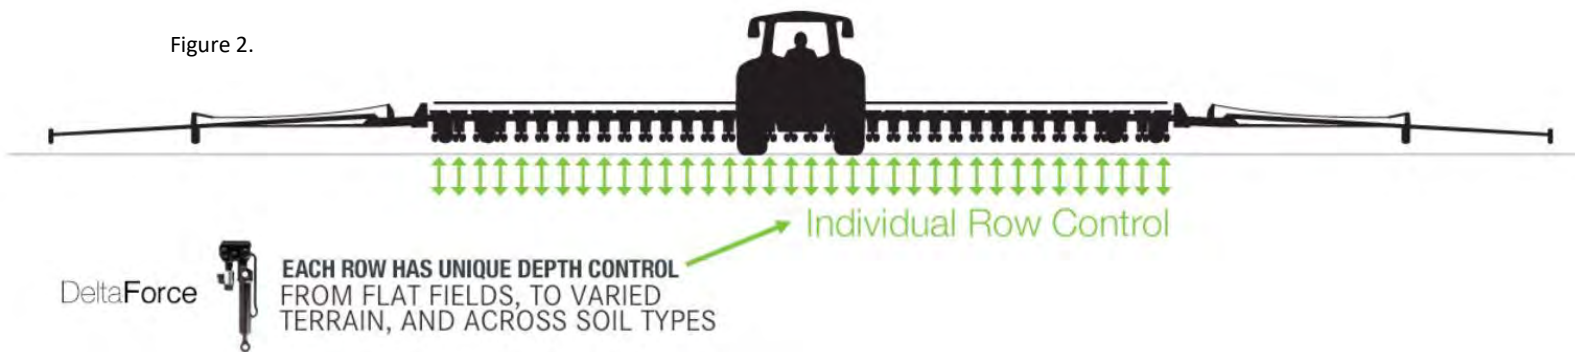 Figure 2.
Individual Row Control
DeltaForce
EACH ROW HAS UNIQUE DEPTH CONTROL
FROM FLAT FIELDS, TO VARIED
TERRAIN, AND ACROSS SOIL TYPES